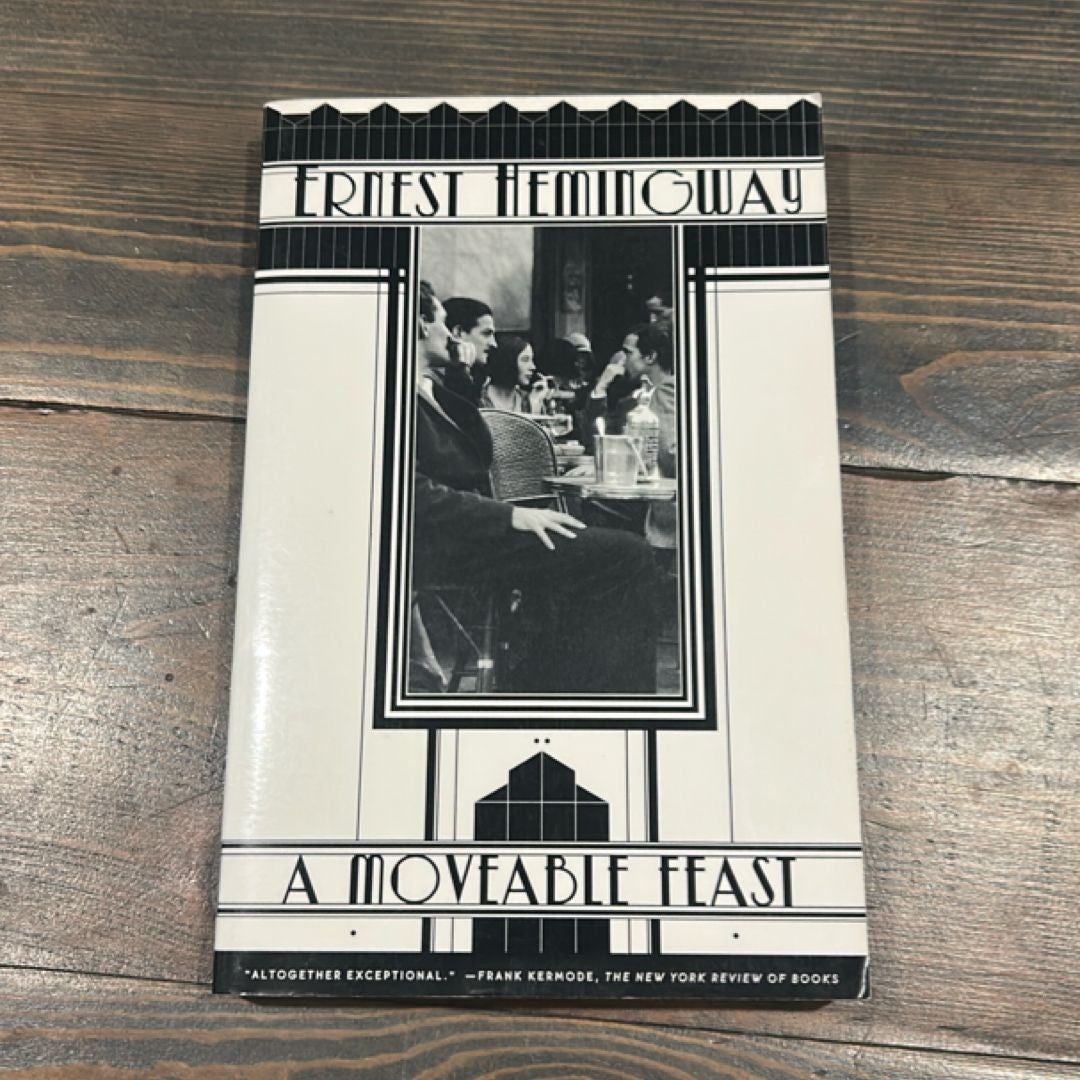 ERNEST HEMINGWAY
A MOVEABLE FEAST
"ALTOGETHER EXCEPTIONAL." —FRANK KERMODE, THE NEW YORK REVIEW OF BOOKS